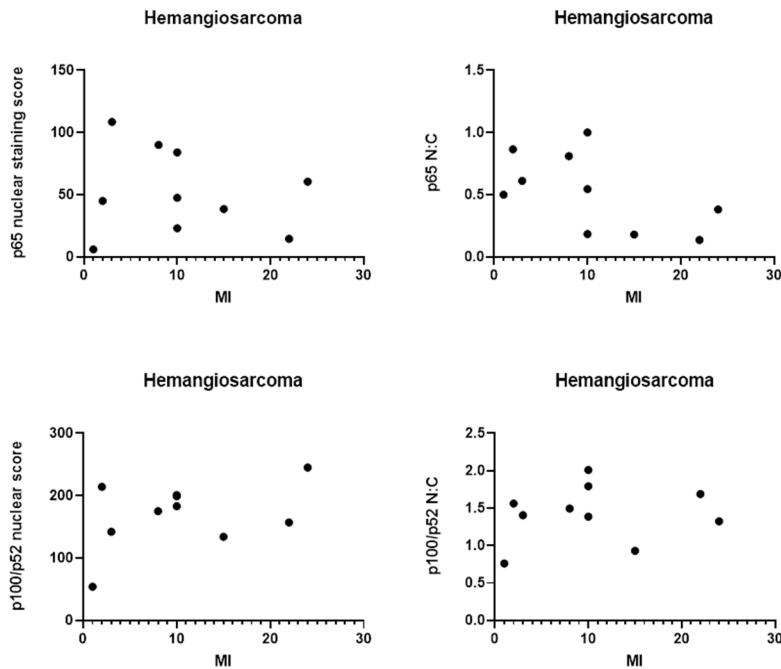 Hemangiosarcoma
p65 nuclear staining score
150
100
50
0
0 10 20 30
MI
Hemangiosarcoma
p65 N:C
1.5
1.0
0.5
0.0
0 10 20 30
MI
Hemangiosarcoma
p100/p52 nuclear score
300
200
100
0
0 10 20 30
MI
Hemangiosarcoma
p100/p52 N:C
2.5
2.0
1.5
1.0
0.5
0.0
0 10 20 30
MI